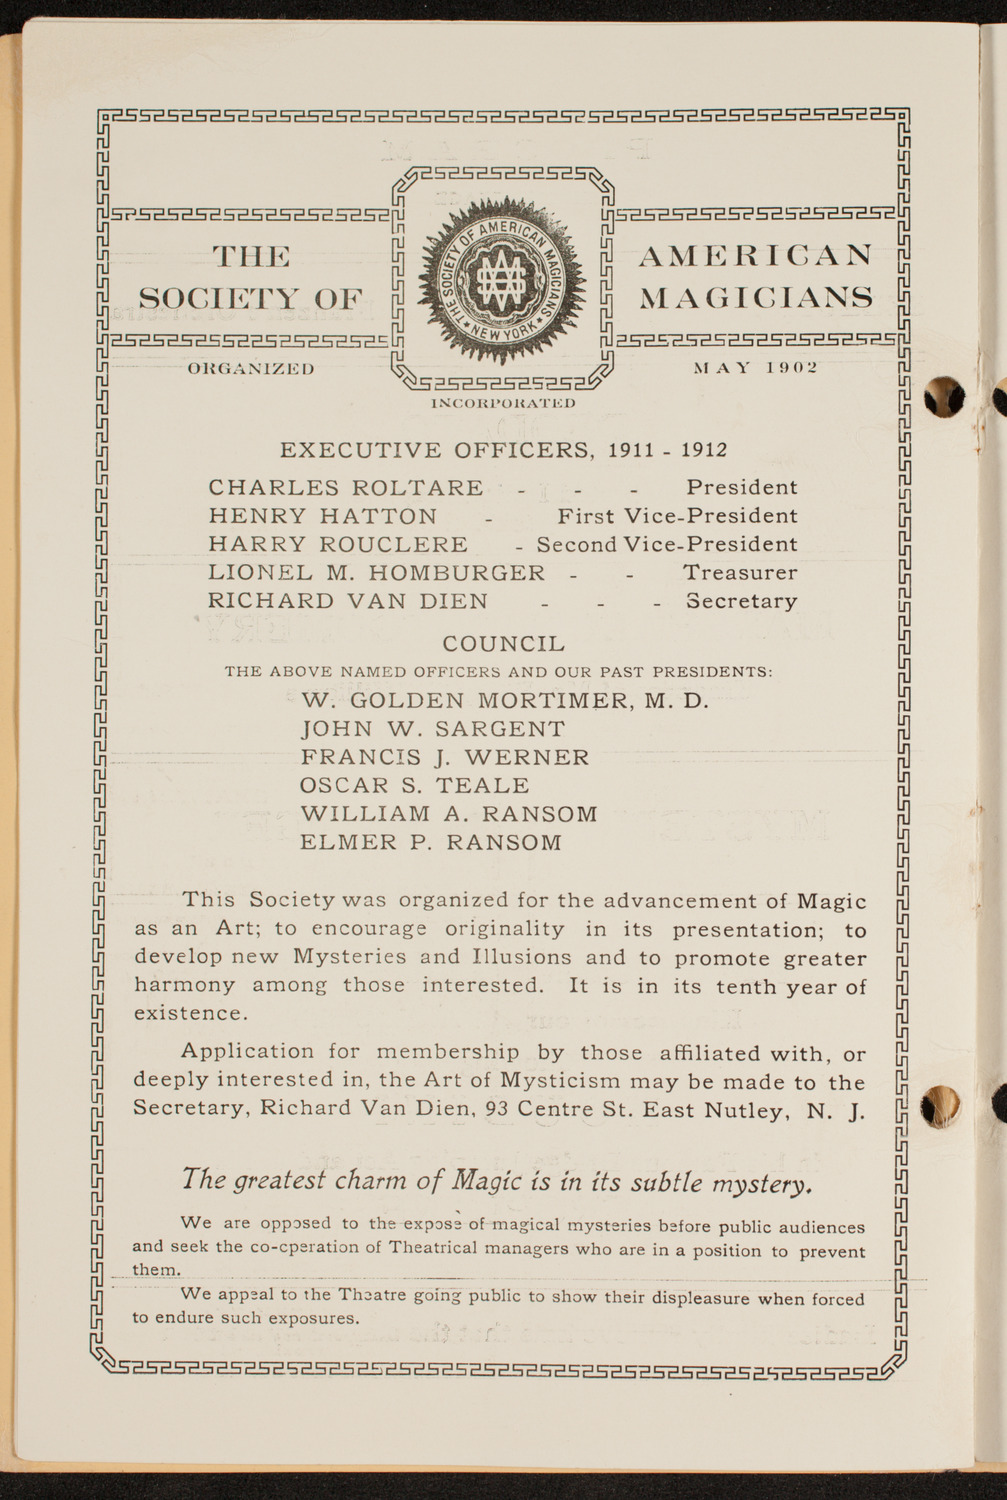 THE
SOCIETY OF
THE SOCIETY OF AMERICAN MAGICIANS
★ NEW YORK ★
AMERICAN
MAGICIANS
ORGANIZED
MAY 1902
INCORPORATED
EXECUTIVE OFFICERS, 1911 - 1912
CHARLES ROLTARE - - - President
HENRY HATTON - First Vice-President
HARRY ROUCLERE - Second Vice-President
LIONEL M. HOMBURGER - - Treasurer
RICHARD VAN DIEN - - - Secretary
COUNCIL
THE ABOVE NAMED OFFICERS AND OUR PAST PRESIDENTS:
W. GOLDEN MORTIMER, M. D.
JOHN W. SARGENT
FRANCIS J. WERNER
OSCAR S. TEALE
WILLIAM A. RANSOM
ELMER P. RANSOM
This Society was organized for the advancement of Magic
as an Art; to encourage originality in its presentation; to
develop new Mysteries and Illusions and to promote greater
harmony among those interested. It is in its tenth year of
existence.
Application for membership by those affiliated with, or
deeply interested in, the Art of Mysticism may be made to the
Secretary, Richard Van Dien, 93 Centre St. East Nutley, N. J.
The greatest charm of Magic is in its subtle mystery.
We are opposed to the expose of magical mysteries before public audiences
and seek the co-cperation of Theatrical managers who are in a position to prevent
them.
We appeal to the Theatre going public to show their displeasure when forced
to endure such exposures.